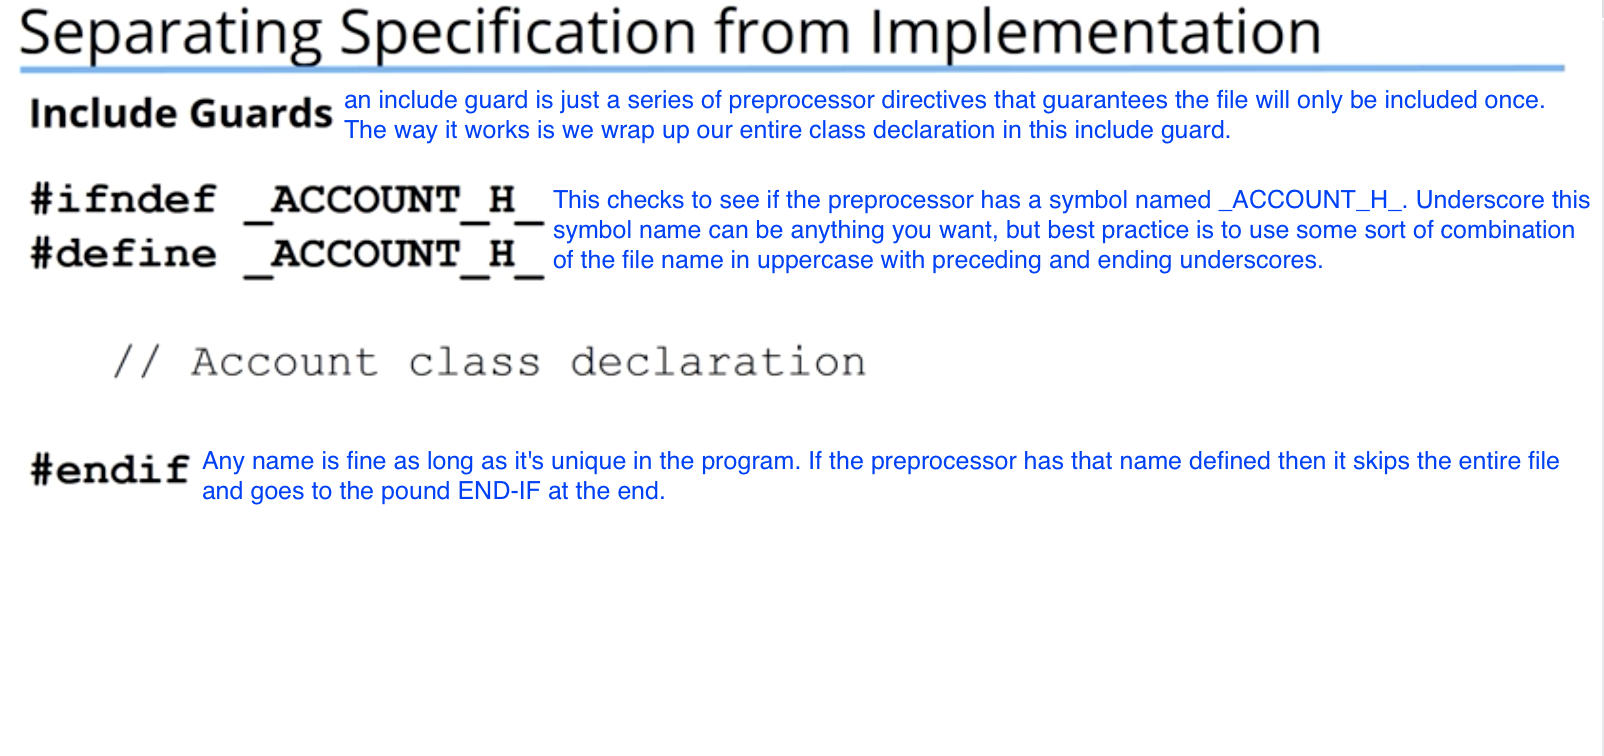 Separating Specification from Implementation
Include Guards
an include guard is just a series of preprocessor directives that guarantees the file will only be included once.
The way it works is we wrap up our entire class declaration in this include guard.
#ifndef _ACCOUNT_H_
#define _ACCOUNT_H_
This checks to see if the preprocessor has a symbol named _ACCOUNT_H_. Underscore this
symbol name can be anything you want, but best practice is to use some sort of combination
of the file name in uppercase with preceding and ending underscores.
// Account class declaration
#endif
Any name is fine as long as it's unique in the program. If the preprocessor has that name defined then it skips the entire file
and goes to the pound END-IF at the end.